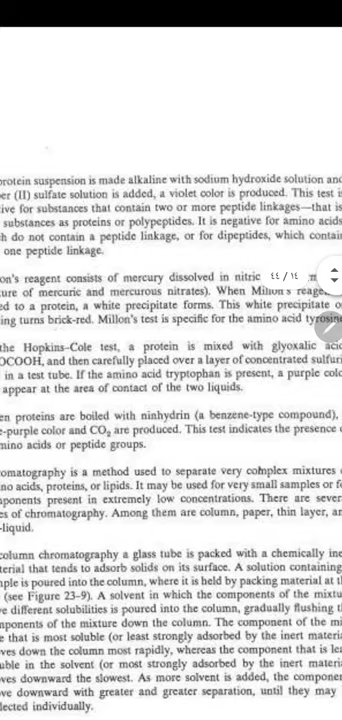 protein suspension is made alkaline with sodium hydroxide solution and
er (II) sulfate solution is added, a violet color is produced. This test is
ive for substances that contain two or more peptide linkages—that is
substances as proteins or polypeptides. It is negative for amino acids
h do not contain a peptide linkage, or for dipeptides, which contain
one peptide linkage.
on's reagent consists of mercury dissolved in nitric
ure of mercuric and mercurous nitrates). When Millon's reage
ed to a protein, a white precipitate forms. This white precipitate o
ing turns brick-red. Millon's test is specific for the amino acid tyrosine
the Hopkins–Cole test, a protein is mixed with glyoxalic acid
OCOOH, and then carefully placed over a layer of concentrated sulfuri
in a test tube. If the amino acid tryptophan is present, a purple colo
appear at the area of contact of the two liquids.
en proteins are boiled with ninhydrin (a benzene-type compound),
e-purple color and CO₂ are produced. This test indicates the presence o
mino acids or peptide groups.
omatography is a method used to separate very complex mixtures o
no acids, proteins, or lipids. It may be used for very small samples or fo
ponents present in extremely low concentrations. There are sever
es of chromatography. Among them are column, paper, thin layer, an
-liquid.
column chromatography a glass tube is packed with a chemically ine
terial that tends to adsorb solids on its surface. A solution containing
ple is poured into the column, where it is held by packing material at th
(see Figure 23–9). A solvent in which the components of the mixtu
ve different solubilities is poured into the column, gradually flushing t
mponents of the mixture down the column. The component of the mi
e that is most soluble (or least strongly adsorbed by the inert materia
ves down the column most rapidly, whereas the component that is lea
uble in the solvent (or most strongly adsorbed by the inert materia
ves downward the slowest. As more solvent is added, the componen
ve downward with greater and greater separation, until they may
lected individually.